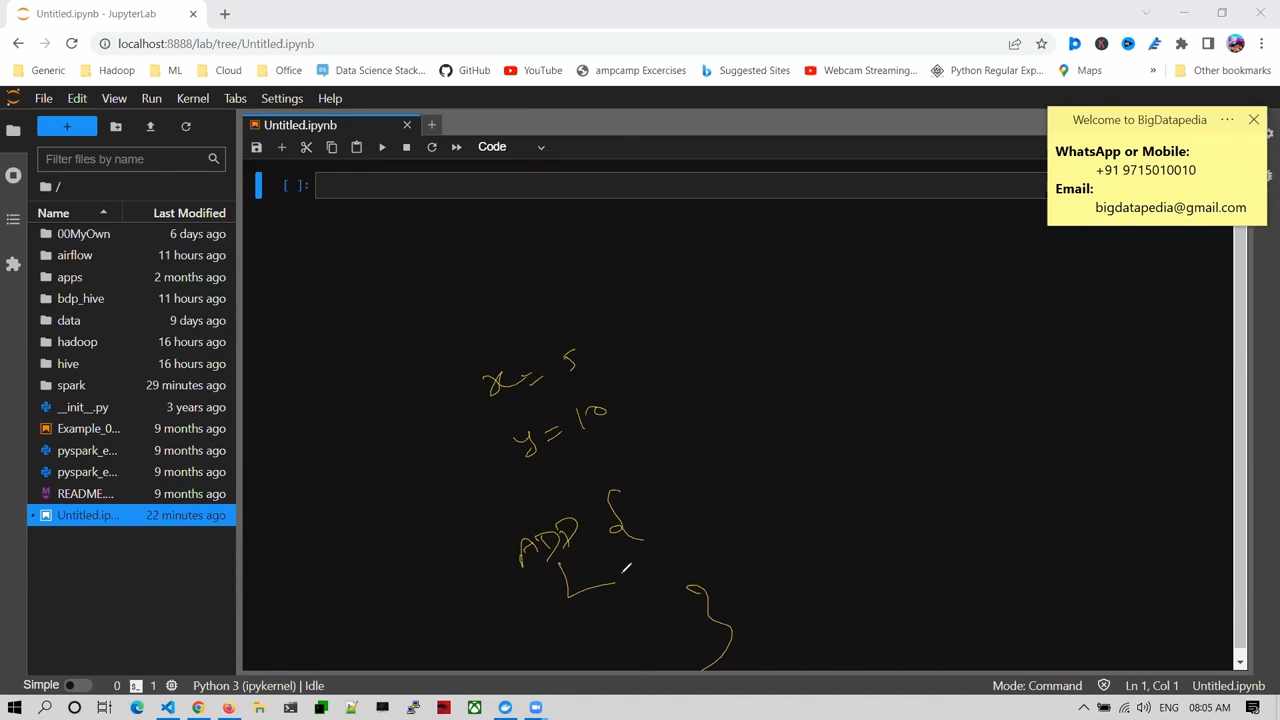 Untitled.ipynb - JupyterLab
localhost:8888/lab/tree/Untitled.ipynb
Generic Hadoop ML Cloud Office Data Science Stack... GitHub YouTube ampcamp Excercises Suggested Sites Webcam Streaming... Python Regular Exp... Maps » Other bookmarks
File Edit View Run Kernel Tabs Settings Help
Untitled.ipynb
Code
Filter files by name
/
Name Last Modified
00MyOwn 6 days ago
airflow 11 hours ago
apps 2 months ago
bdp_hive 11 hours ago
data 9 days ago
hadoop 16 hours ago
hive 16 hours ago
spark 29 minutes ago
__init__.py 3 years ago
Example_0... 9 months ago
pyspark_e... 9 months ago
pyspark_e... 9 months ago
README.... 9 months ago
Untitled.ip... 22 minutes ago
[ ]:
Welcome to BigDatapedia ...
WhatsApp or Mobile:
+91 9715010010
Email:
bigdatapedia@gmail.com
x = 5
y = 10
ADD {
}
Simple 0 1 Python 3 (ipykernel) | Idle Mode: Command Ln 1, Col 1 Untitled.ipynb
ENG 08:05 AM